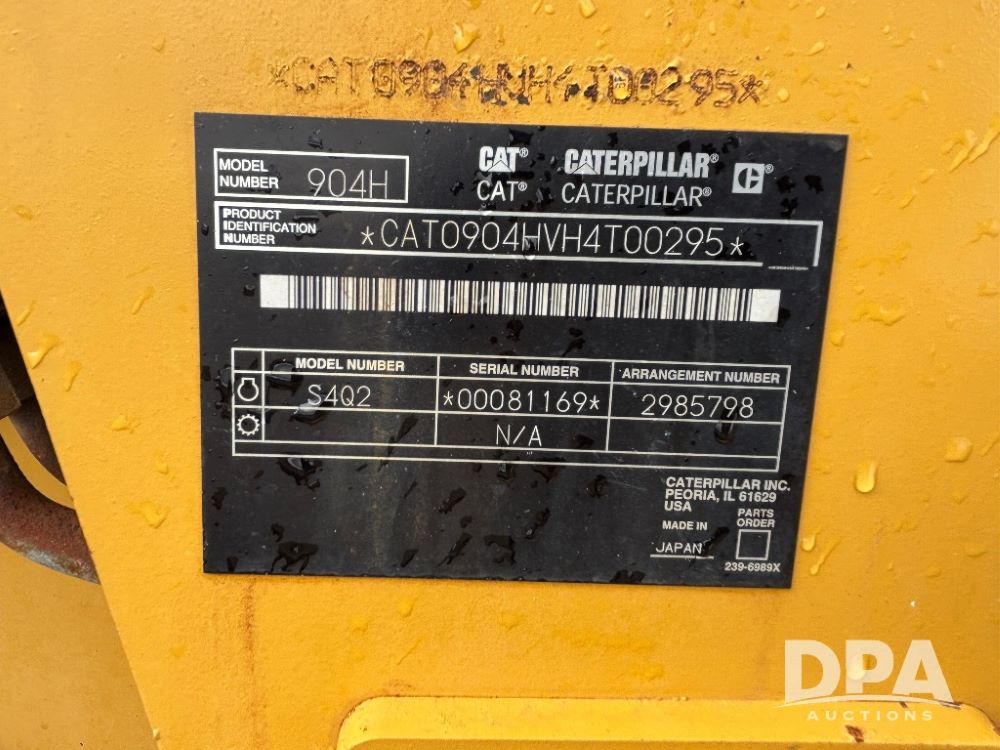 *CAT0904HVH4T00295*
MODEL NUMBER 904H
CAT® CATERPILLAR® C®
CAT® CATERPILLAR®
PRODUCT IDENTIFICATION NUMBER *CAT0904HVH4T00295*
MODEL NUMBER SERIAL NUMBER ARRANGEMENT NUMBER
S4Q2 *00081169* 2985798
N/A
CATERPILLAR INC.
PEORIA, IL 61629
USA
MADE IN JAPAN
PARTS ORDER
239-6989X
DPA
AUCTIONS